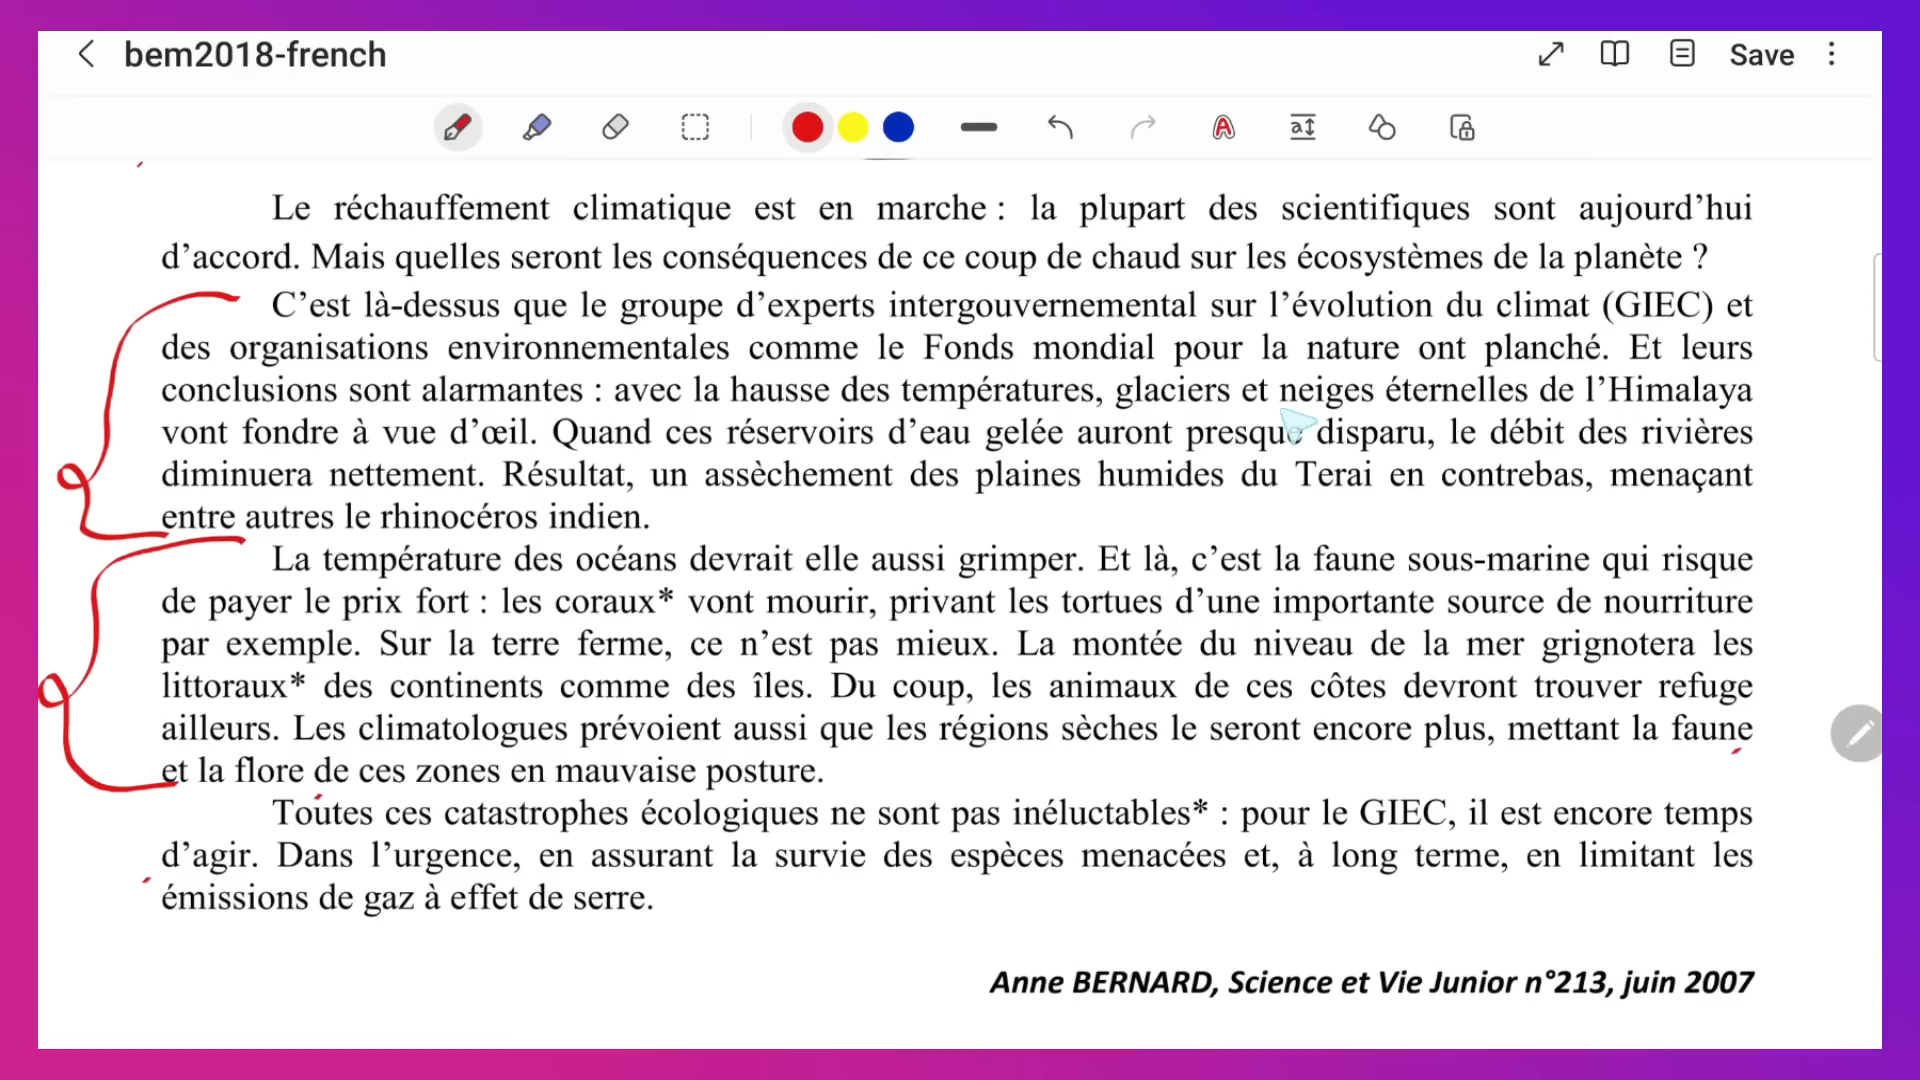 bem2018-french
Save
Le réchauffement climatique est en marche : la plupart des scientifiques sont aujourd’hui
d’accord. Mais quelles seront les conséquences de ce coup de chaud sur les écosystèmes de la planète ?
C’est là-dessus que le groupe d’experts intergouvernemental sur l’évolution du climat (GIEC) et
des organisations environnementales comme le Fonds mondial pour la nature ont planché. Et leurs
conclusions sont alarmantes : avec la hausse des températures, glaciers et neiges éternelles de l’Himalaya
vont fondre à vue d’œil. Quand ces réservoirs d’eau gelée auront presque disparu, le débit des rivières
diminuera nettement. Résultat, un assèchement des plaines humides du Terai en contrebas, menaçant
entre autres le rhinocéros indien.
La température des océans devrait elle aussi grimper. Et là, c’est la faune sous-marine qui risque
de payer le prix fort : les coraux* vont mourir, privant les tortues d’une importante source de nourriture
par exemple. Sur la terre ferme, ce n’est pas mieux. La montée du niveau de la mer grignotera les
littoraux* des continents comme des îles. Du coup, les animaux de ces côtes devront trouver refuge
ailleurs. Les climatologues prévoient aussi que les régions sèches le seront encore plus, mettant la faune
et la flore de ces zones en mauvaise posture.
Toutes ces catastrophes écologiques ne sont pas inéluctables* : pour le GIEC, il est encore temps
d’agir. Dans l’urgence, en assurant la survie des espèces menacées et, à long terme, en limitant les
émissions de gaz à effet de serre.
Anne BERNARD, Science et Vie Junior n°213, juin 2007